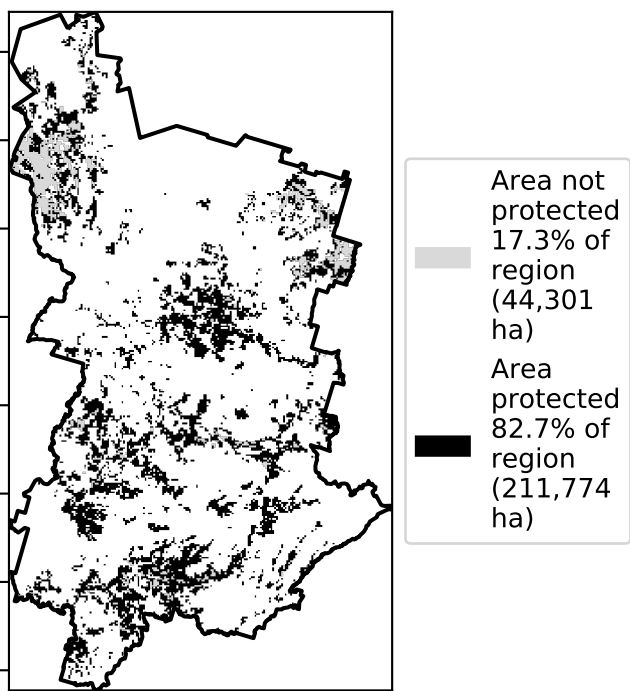 Area not
protected
17.3% of
region
(44,301
ha)
Area
protected
82.7% of
region
(211,774
ha)